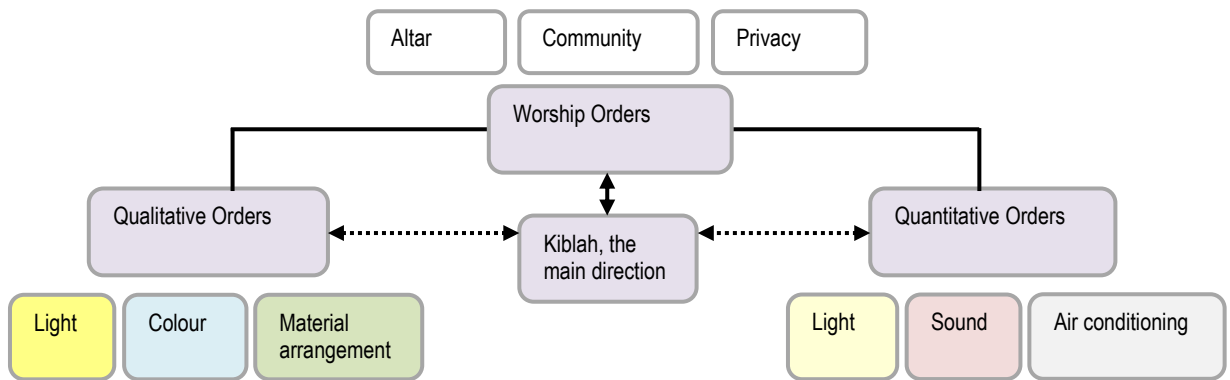 Altar
Community
Privacy
Worship Orders
Qualitative Orders
Kiblah, the
main direction
Quantitative Orders
Light
Colour
Material
arrangement
Light
Sound
Air conditioning